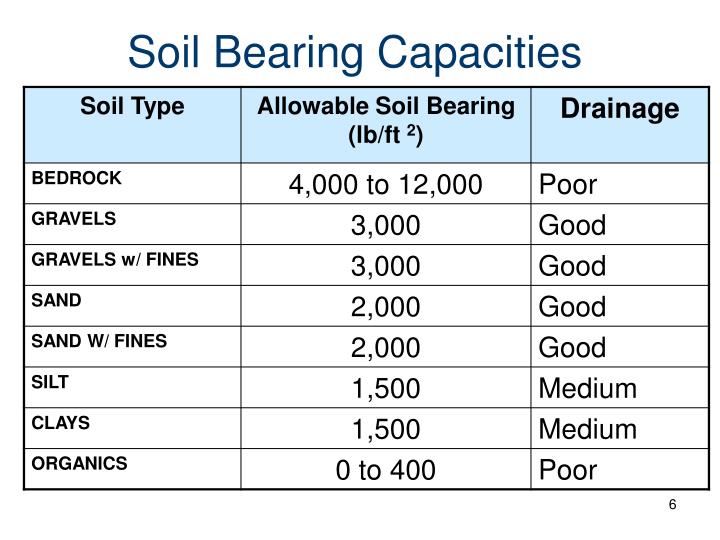 Soil Bearing Capacities
Soil Type Allowable Soil Bearing (lb/ft ²) Drainage
BEDROCK 4,000 to 12,000 Poor
GRAVELS 3,000 Good
GRAVELS w/ FINES 3,000 Good
SAND 2,000 Good
SAND W/ FINES 2,000 Good
SILT 1,500 Medium
CLAYS 1,500 Medium
ORGANICS 0 to 400 Poor
6